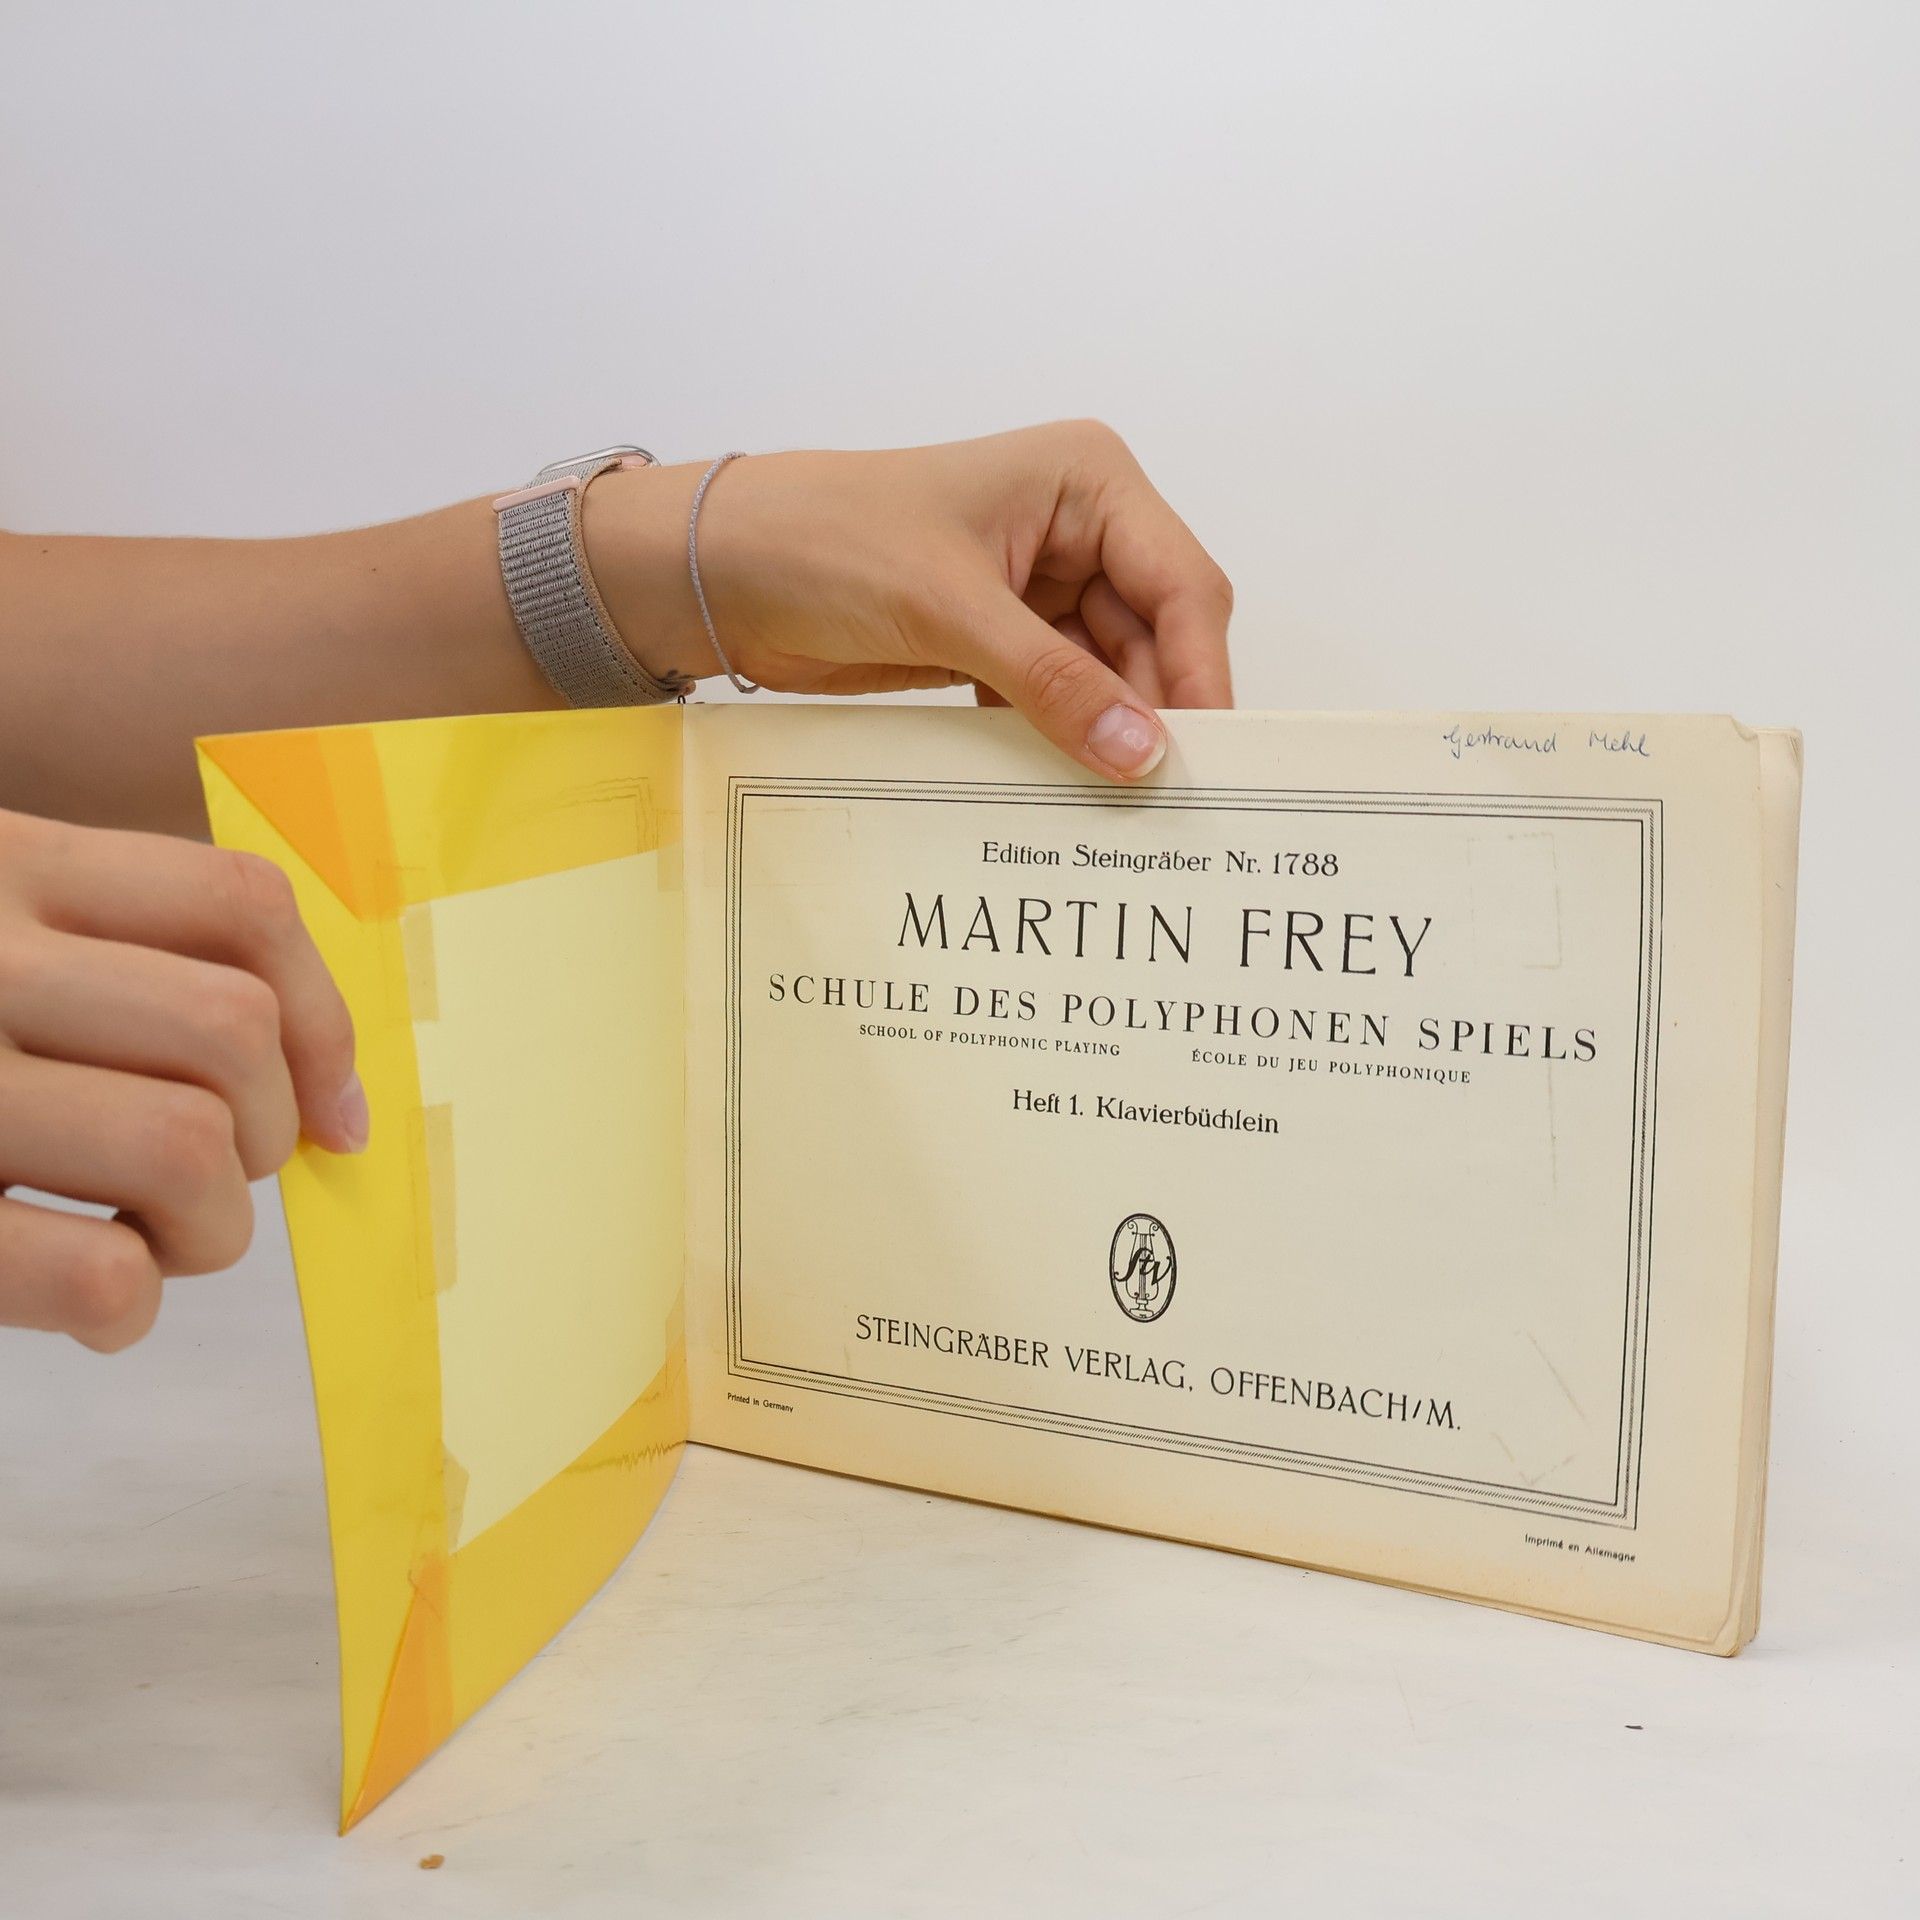 Gertraud Mehl
Edition Steingräber Nr. 1788
MARTIN FREY
SCHULE DES POLYPHONEN SPIELS
SCHOOL OF POLYPHONIC PLAYING ÉCOLE DU JEU POLYPHONIQUE
Heft 1. Klavierbüchlein
StV
STEINGRÄBER VERLAG, OFFENBACH/M.
Printed in Germany
Imprimé en Allemagne